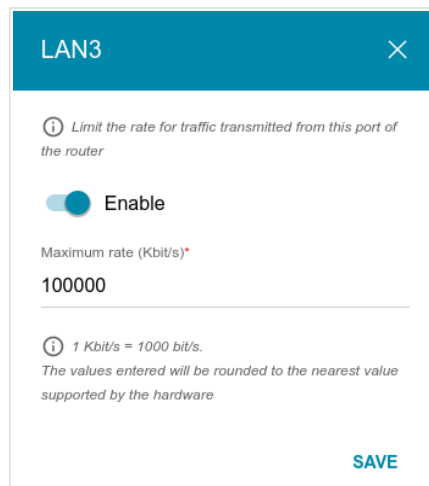 LAN3
Limit the rate for traffic transmitted from this port of
the router
Enable
Maximum rate (Kbit/s)*
100000
1 Kbit/s = 1000 bit/s.
The values entered will be rounded to the nearest value
supported by the hardware
SAVE